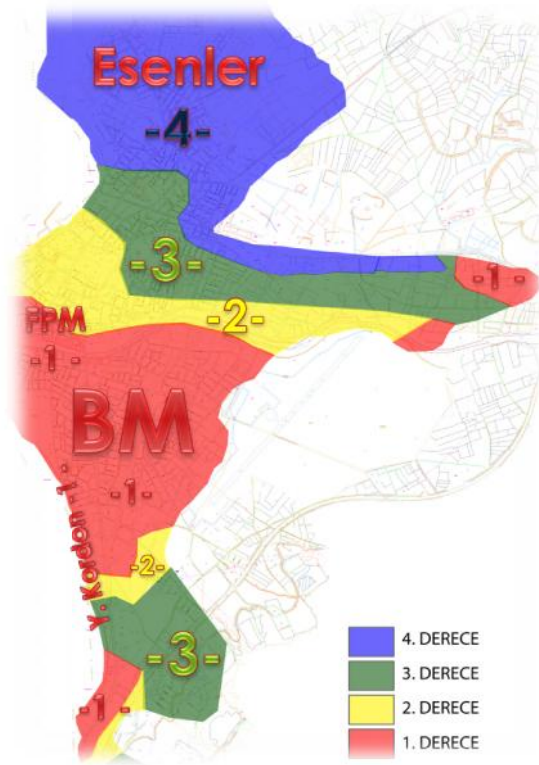 Esenler
-4-
-3-
-1-
-2-
FPM
-1-
BM
-1-
Y. Kordon -1-
-2-
-3-
-1-
4. DERECE
3. DERECE
2. DERECE
1. DERECE